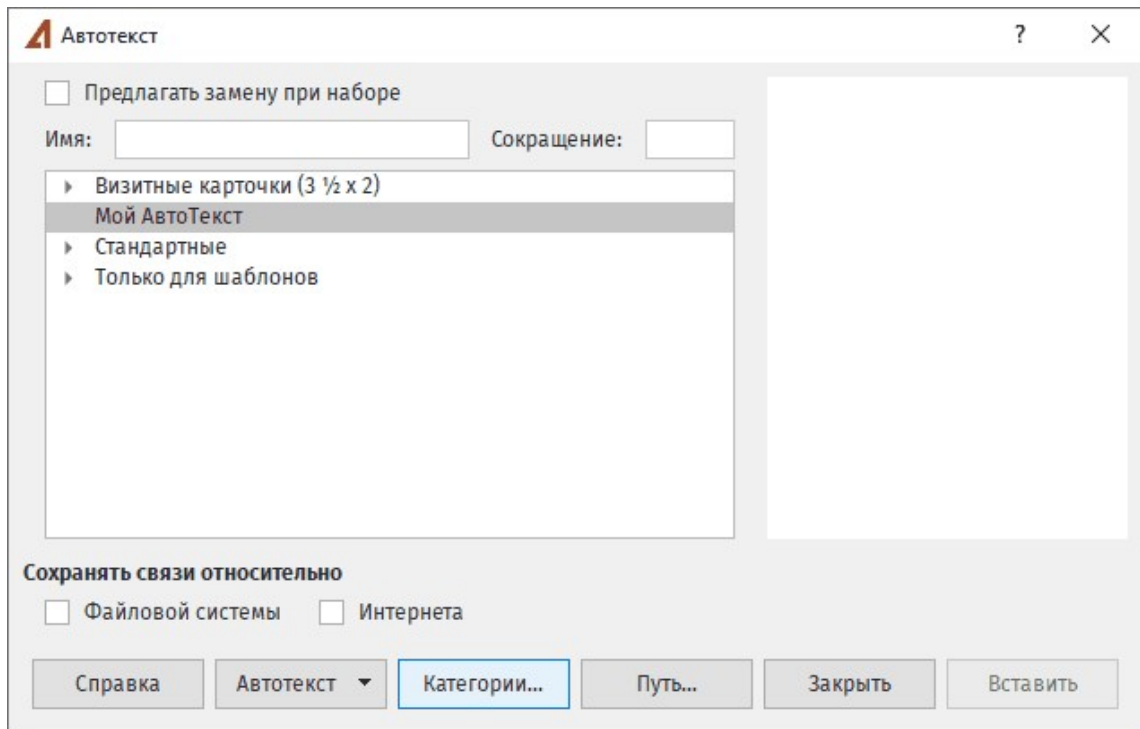 Автотекст
Предлагать замену при наборе
Имя: Сокращение:
Визитные карточки (3 ½ x 2)
Мой АвтоТекст
Стандартные
Только для шаблонов
Сохранять связи относительно
Файловой системы Интернета
Справка Автотекст Категории... Путь... Закрыть Вставить